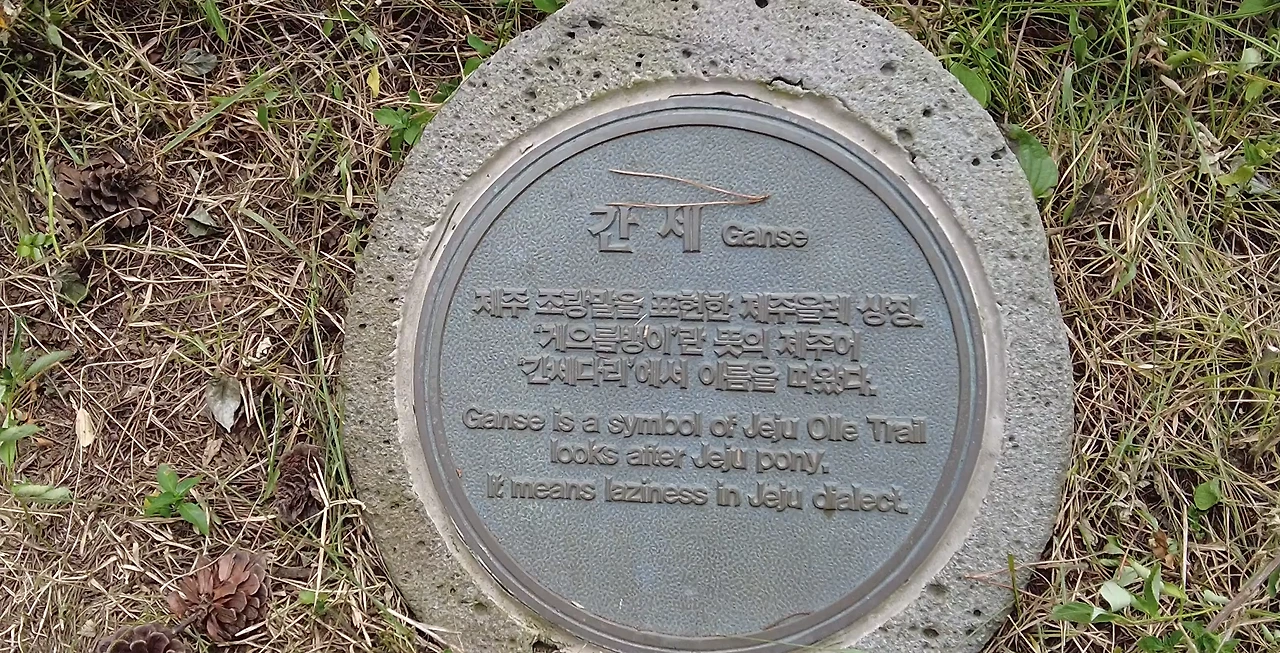 간세 Ganse
제주 조랑말을 표현한 제주올레 상징.
'게으름뱅이'란 뜻의 제주어
'간세다리'에서 이름을 따왔다.
Ganse is a symbol of Jeju Olle Trail
looks after Jeju pony.
It means laziness in Jeju dialect.